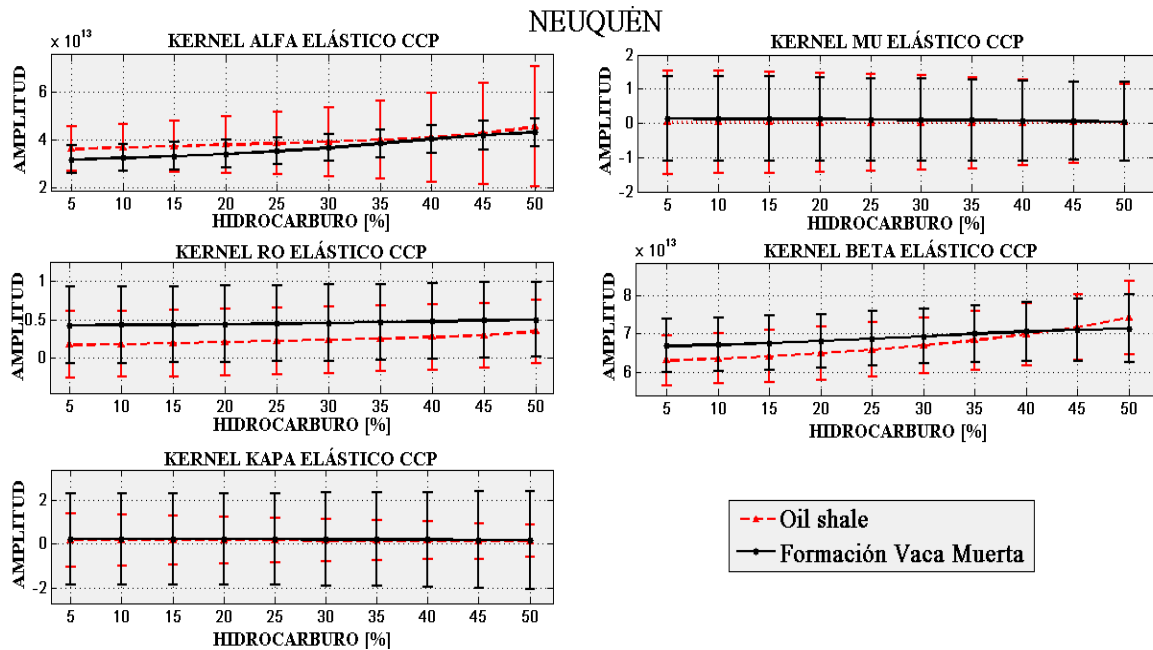 NEUQUÉN
KERNEL ALFA ELÁSTICO CCP
x 10^13
AMPLITUD
6
4
2
5 10 15 20 25 30 35 40 45 50
HIDROCARBURO [%]
KERNEL MU ELÁSTICO CCP
AMPLITUD
2
1
0
-1
-2
5 10 15 20 25 30 35 40 45 50
HIDROCARBURO [%]
KERNEL RO ELÁSTICO CCP
AMPLITUD
1
0.5
0
5 10 15 20 25 30 35 40 45 50
HIDROCARBURO [%]
KERNEL BETA ELÁSTICO CCP
x 10^13
AMPLITUD
8
7
6
5 10 15 20 25 30 35 40 45 50
HIDROCARBURO [%]
KERNEL KAPA ELÁSTICO CCP
AMPLITUD
2
0
-2
5 10 15 20 25 30 35 40 45 50
HIDROCARBURO [%]
Oil shale
Formación Vaca Muerta